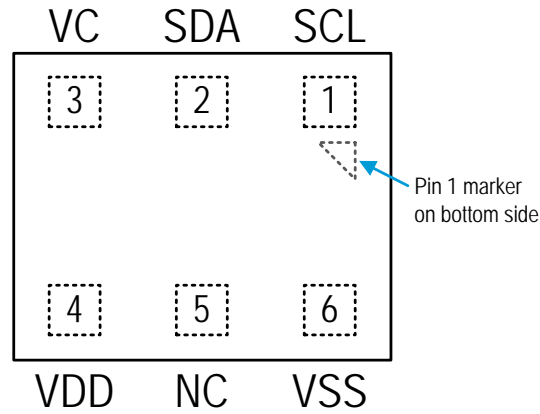 VC SDA SCL
3 2 1
Pin 1 marker
on bottom side
4 5 6
VDD NC VSS